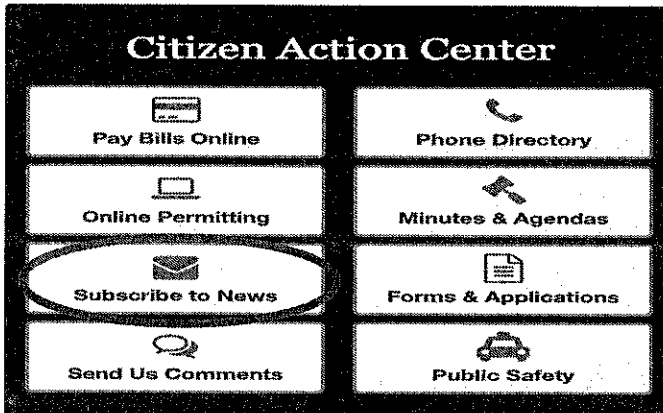 Citizen Action Center
Pay Bills Online
Phone Directory
Online Permitting
Minutes & Agendas
Subscribe to News
Forms & Applications
Send Us Comments
Public Safety